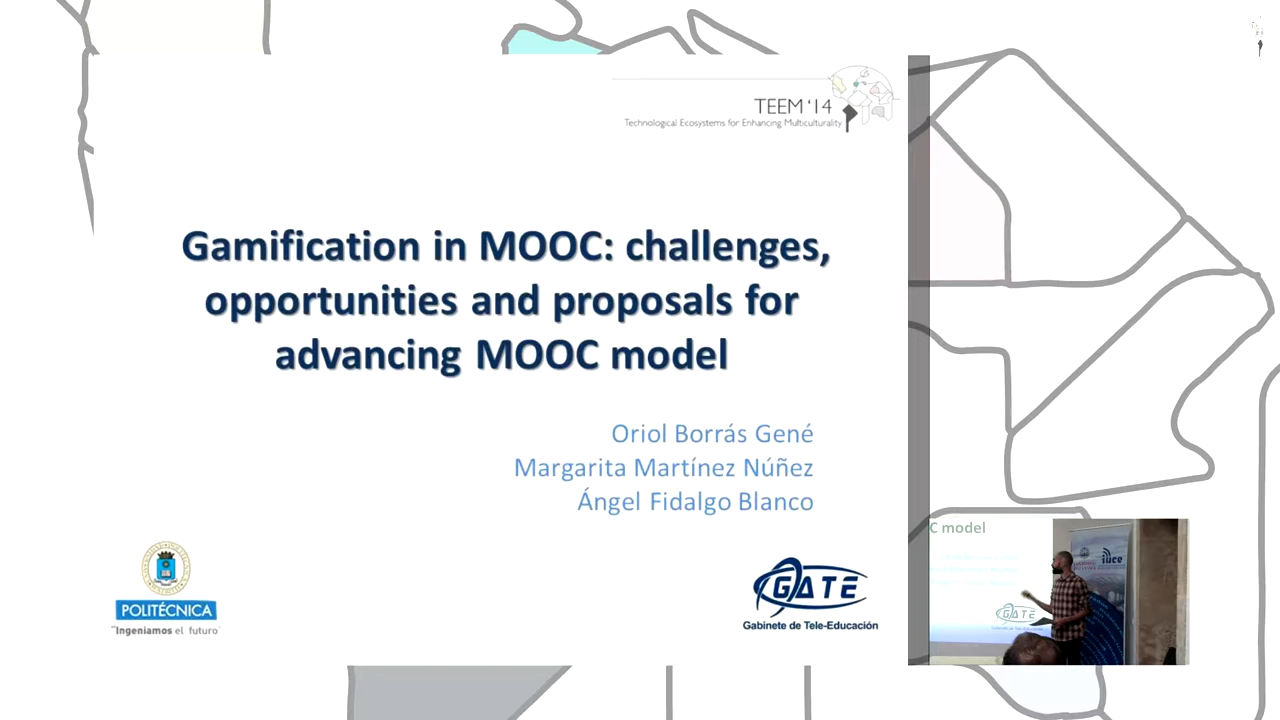 TEEM '14
Technological Ecosystems for Enhancing Multiculturality
Gamification in MOOC: challenges,
opportunities and proposals for
advancing MOOC model
Oriol Borrás Gené
Margarita Martínez Núñez
Ángel Fidalgo Blanco
POLITÉCNICA
"Ingeniamos el futuro"
GATE
Gabinete de Tele-Educación
C model
iuce
GATE